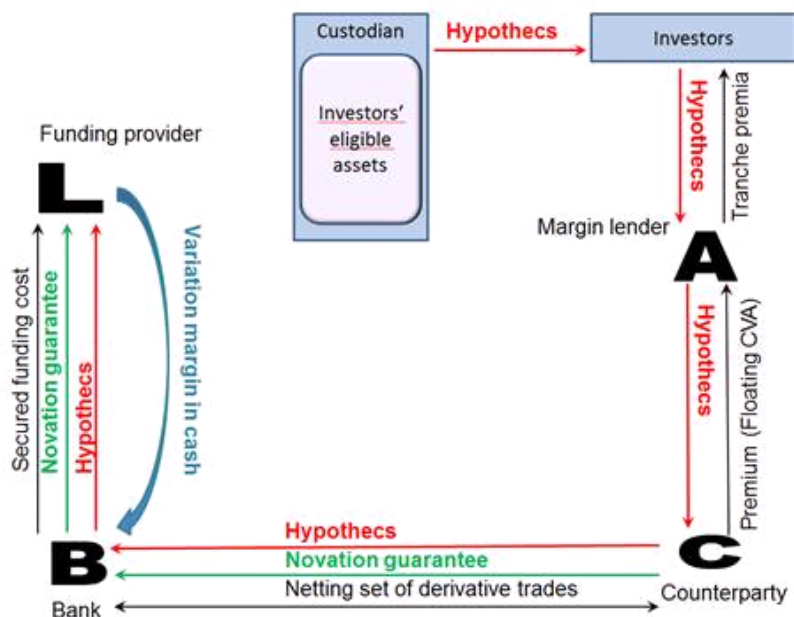 Custodian
Hypothecs
Investors
Investors'
eligible
assets
Funding provider
L
Hypothecs
Tranche premia
Margin lender
A
Secured funding cost
Novation guarantee
Hypothecs
Variation margin in cash
Hypothecs
Premium (Floating CVA)
Hypothecs
Novation guarantee
Netting set of derivative trades
B
Bank
C
Counterparty